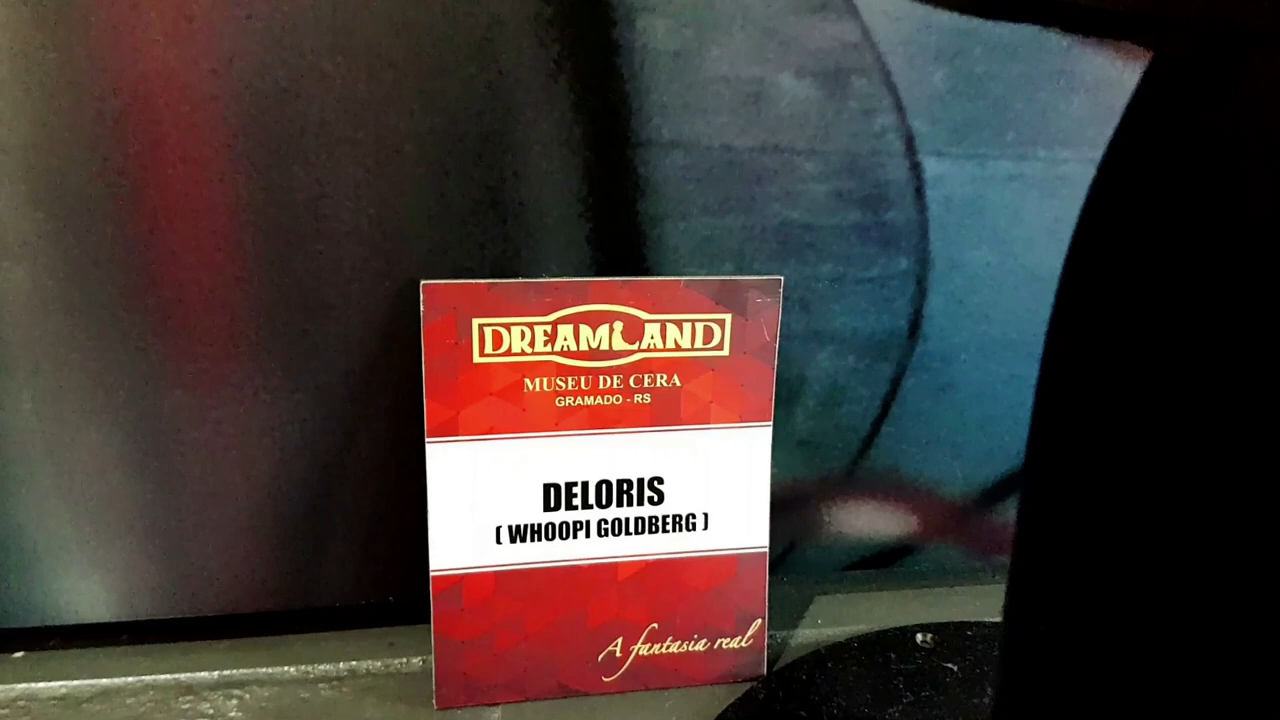 DREAMLAND
MUSEU DE CERA
GRAMADO - RS
DELORIS
( WHOOPI GOLDBERG )
A fantasia real